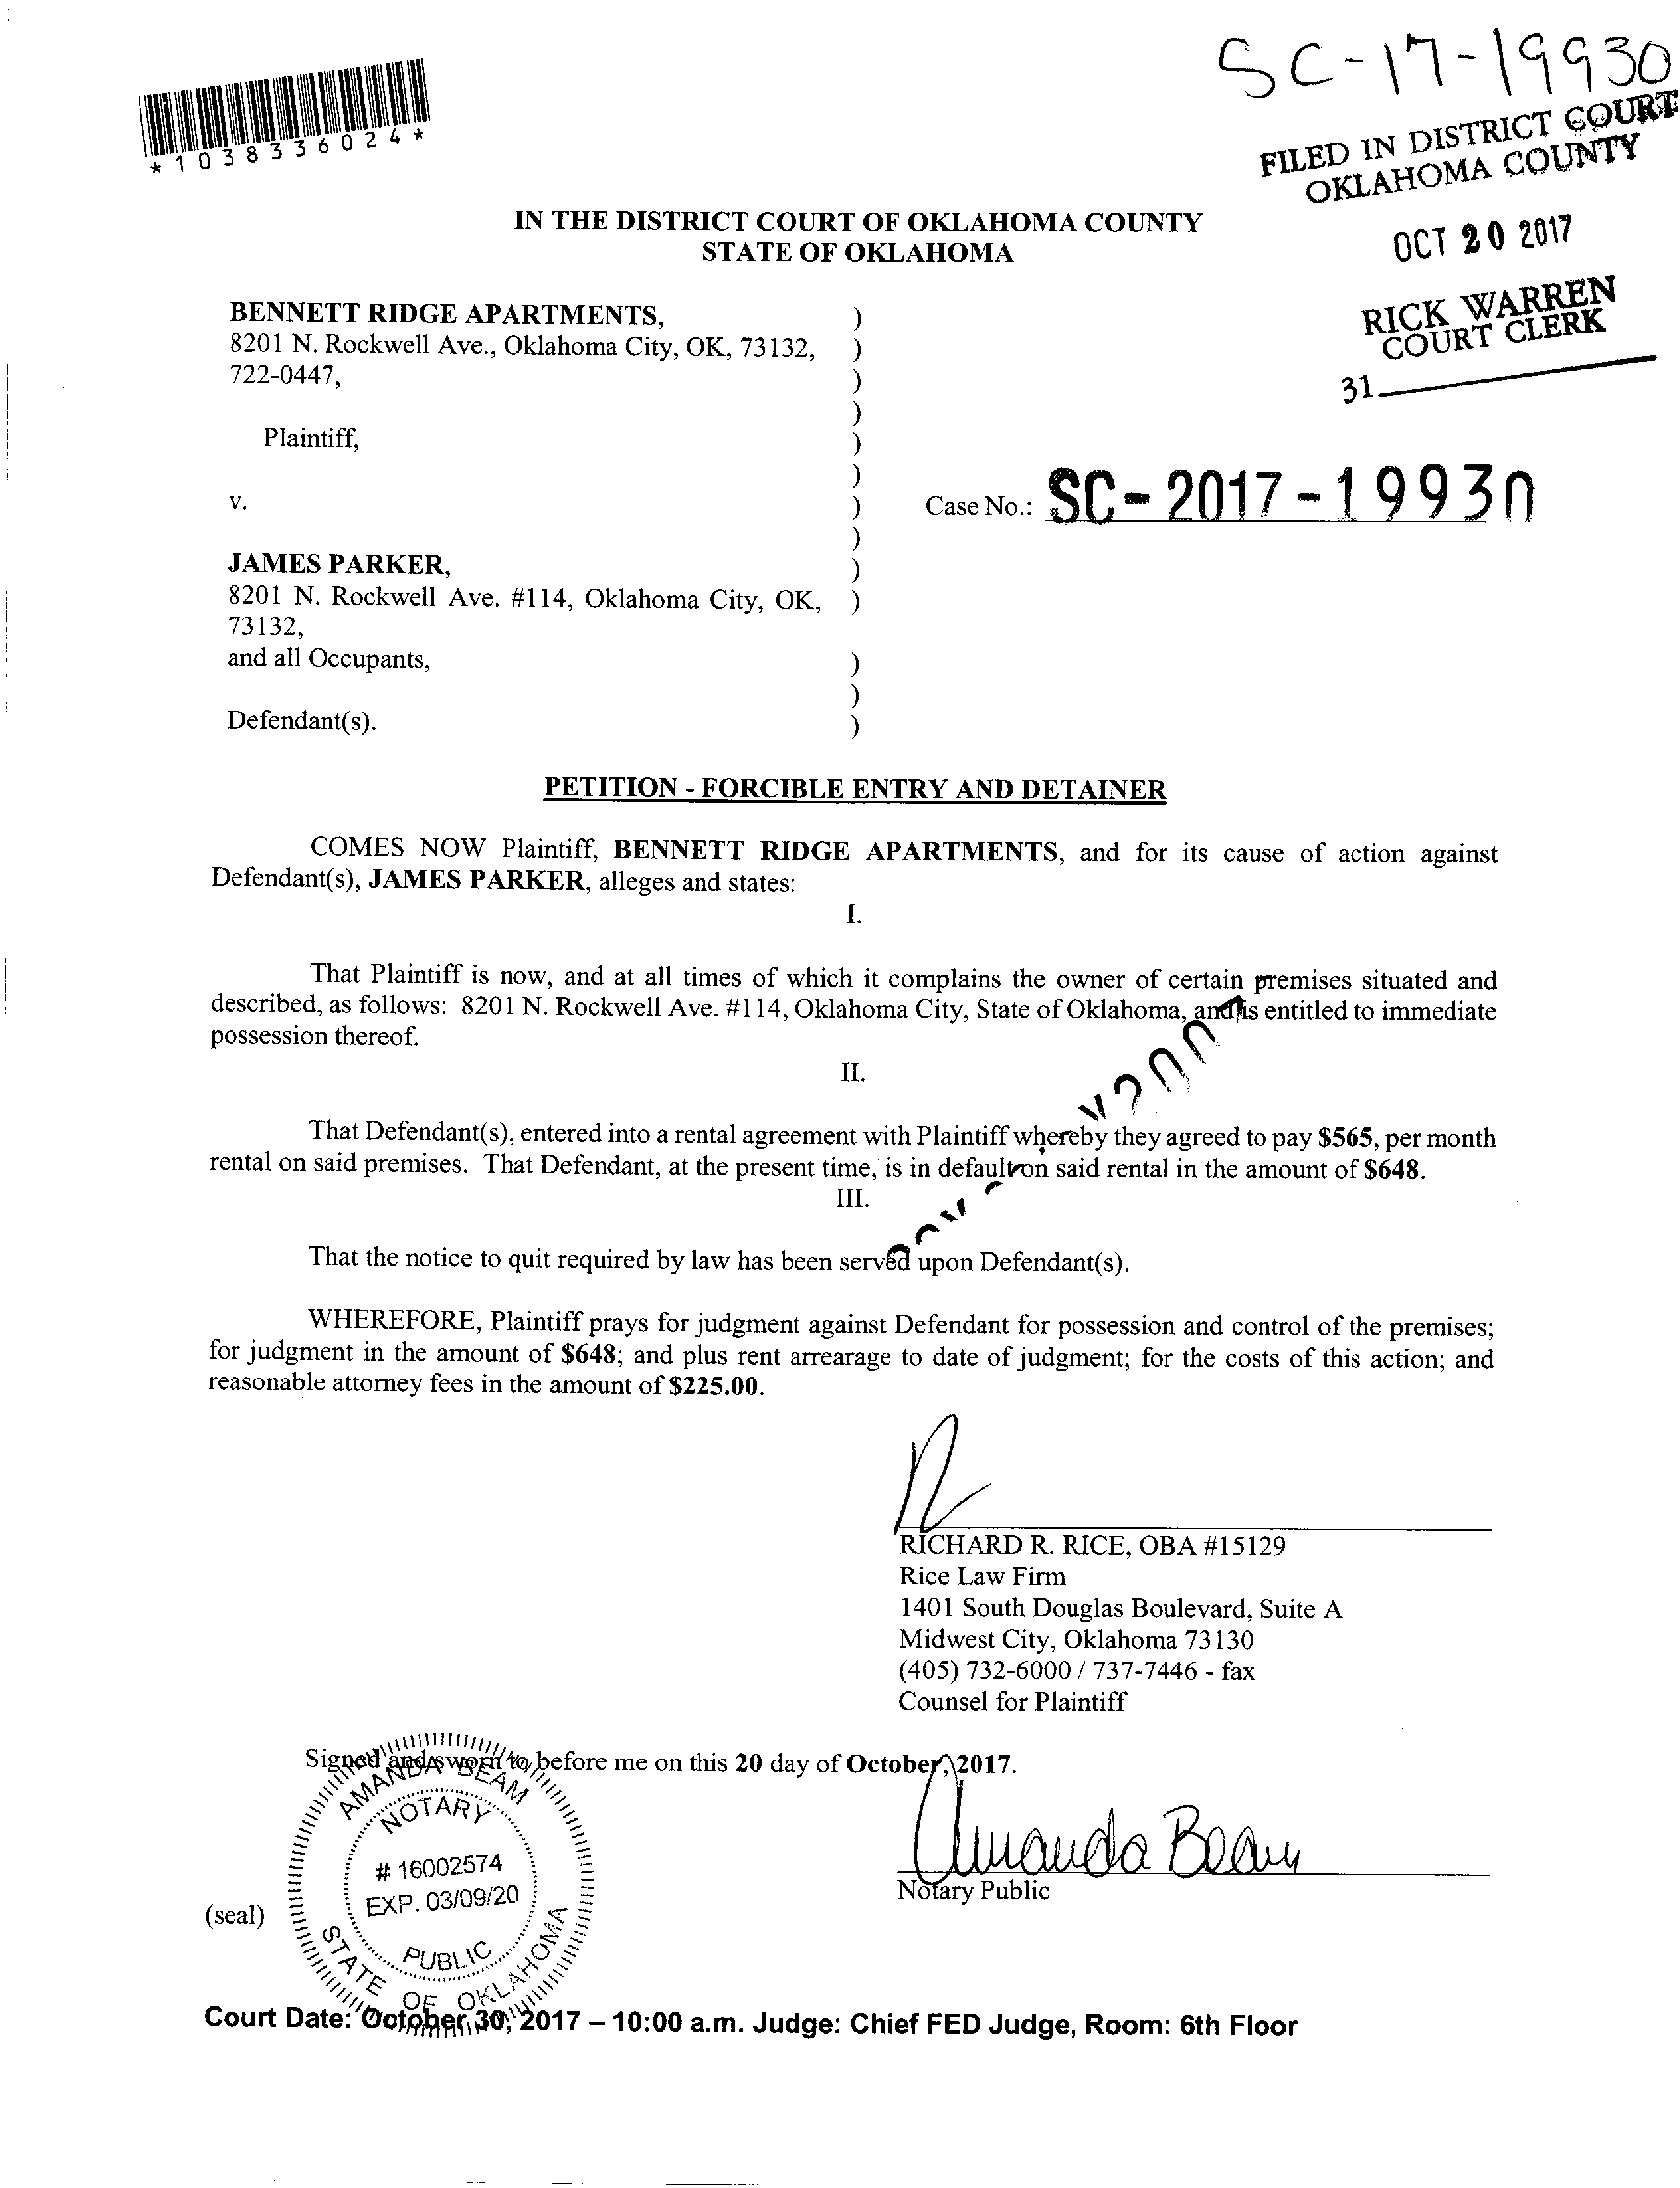 SC-17-19930
*1038336024*
FILED IN DISTRICT COURT
OKLAHOMA COUNTY
OCT 20 2017
RICK WARREN
COURT CLERK
31
IN THE DISTRICT COURT OF OKLAHOMA COUNTY
STATE OF OKLAHOMA
BENNETT RIDGE APARTMENTS, )
8201 N. Rockwell Ave., Oklahoma City, OK, 73132, )
722-0447, )
)
Plaintiff, )
)
v. ) Case No.: SC-2017-19930
)
JAMES PARKER, )
8201 N. Rockwell Ave. #114, Oklahoma City, OK, )
73132,
and all Occupants, )
)
Defendant(s). )
PETITION - FORCIBLE ENTRY AND DETAINER
COMES NOW Plaintiff, BENNETT RIDGE APARTMENTS, and for its cause of action against
Defendant(s), JAMES PARKER, alleges and states:
I.
That Plaintiff is now, and at all times of which it complains the owner of certain premises situated and
described, as follows: 8201 N. Rockwell Ave. #114, Oklahoma City, State of Oklahoma, and is entitled to immediate
possession thereof.
II.
That Defendant(s), entered into a rental agreement with Plaintiff whereby they agreed to pay $565, per month
rental on said premises. That Defendant, at the present time, is in default on said rental in the amount of $648.
III.
That the notice to quit required by law has been served upon Defendant(s).
WHEREFORE, Plaintiff prays for judgment against Defendant for possession and control of the premises;
for judgment in the amount of $648; and plus rent arrearage to date of judgment; for the costs of this action; and
reasonable attorney fees in the amount of $225.00.
RICHARD R. RICE, OBA #15129
Rice Law Firm
1401 South Douglas Boulevard, Suite A
Midwest City, Oklahoma 73130
(405) 732-6000 / 737-7446 - fax
Counsel for Plaintiff
Signed and sworn to before me on this 20 day of October, 2017.
AMANDA BEAM
NOTARY
# 16002574
EXP. 03/09/20
PUBLIC
STATE OF OKLAHOMA
Amanda Beam
Notary Public
(seal)
Court Date: October 30, 2017 – 10:00 a.m. Judge: Chief FED Judge, Room: 6th Floor